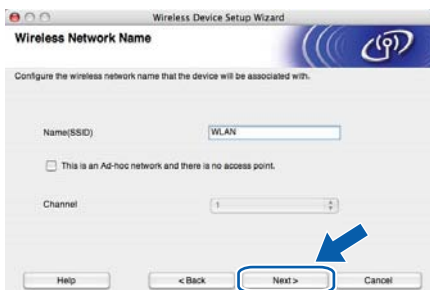 Wireless Device Setup Wizard
Wireless Network Name
Configure the wireless network name that the device will be associated with.
Name(SSID) WLAN
This is an Ad-hoc network and there is no access point.
Channel 1
Help < Back Next > Cancel